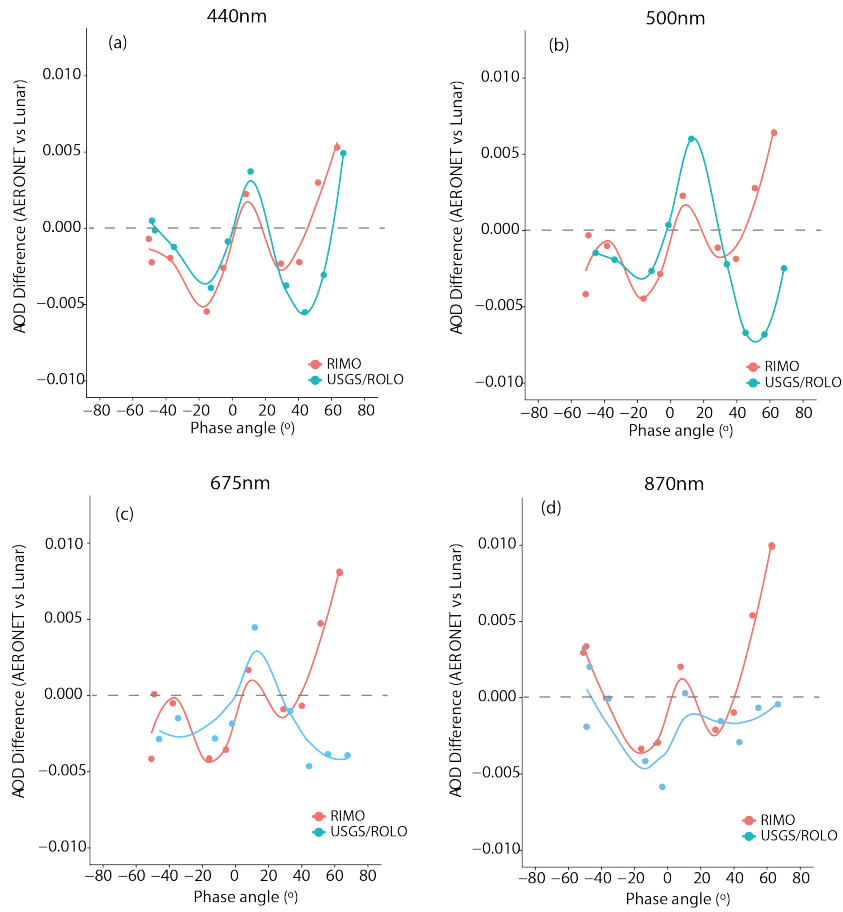 440nm
(a)
AOD Difference (AERONET vs Lunar)
0.010
0.005
0.000
−0.005
−0.010
RIMO
USGS/ROLO
−80 −60 −40 −20 0 20 40 60 80
Phase angle (º)
500nm
(b)
AOD Difference (AERONET vs Lunar)
0.010
0.005
0.000
−0.005
−0.010
RIMO
USGS/ROLO
−80 −60 −40 −20 0 20 40 60 80
Phase angle (º)
675nm
(c)
AOD Difference (AERONET vs Lunar)
0.010
0.005
0.000
−0.005
−0.010
RIMO
USGS/ROLO
−80 −60 −40 −20 0 20 40 60 80
Phase angle (º)
870nm
(d)
AOD Difference (AERONET vs Lunar)
0.010
0.005
0.000
−0.005
−0.010
RIMO
USGS/ROLO
−80 −60 −40 −20 0 20 40 60 80
Phase angle (º)